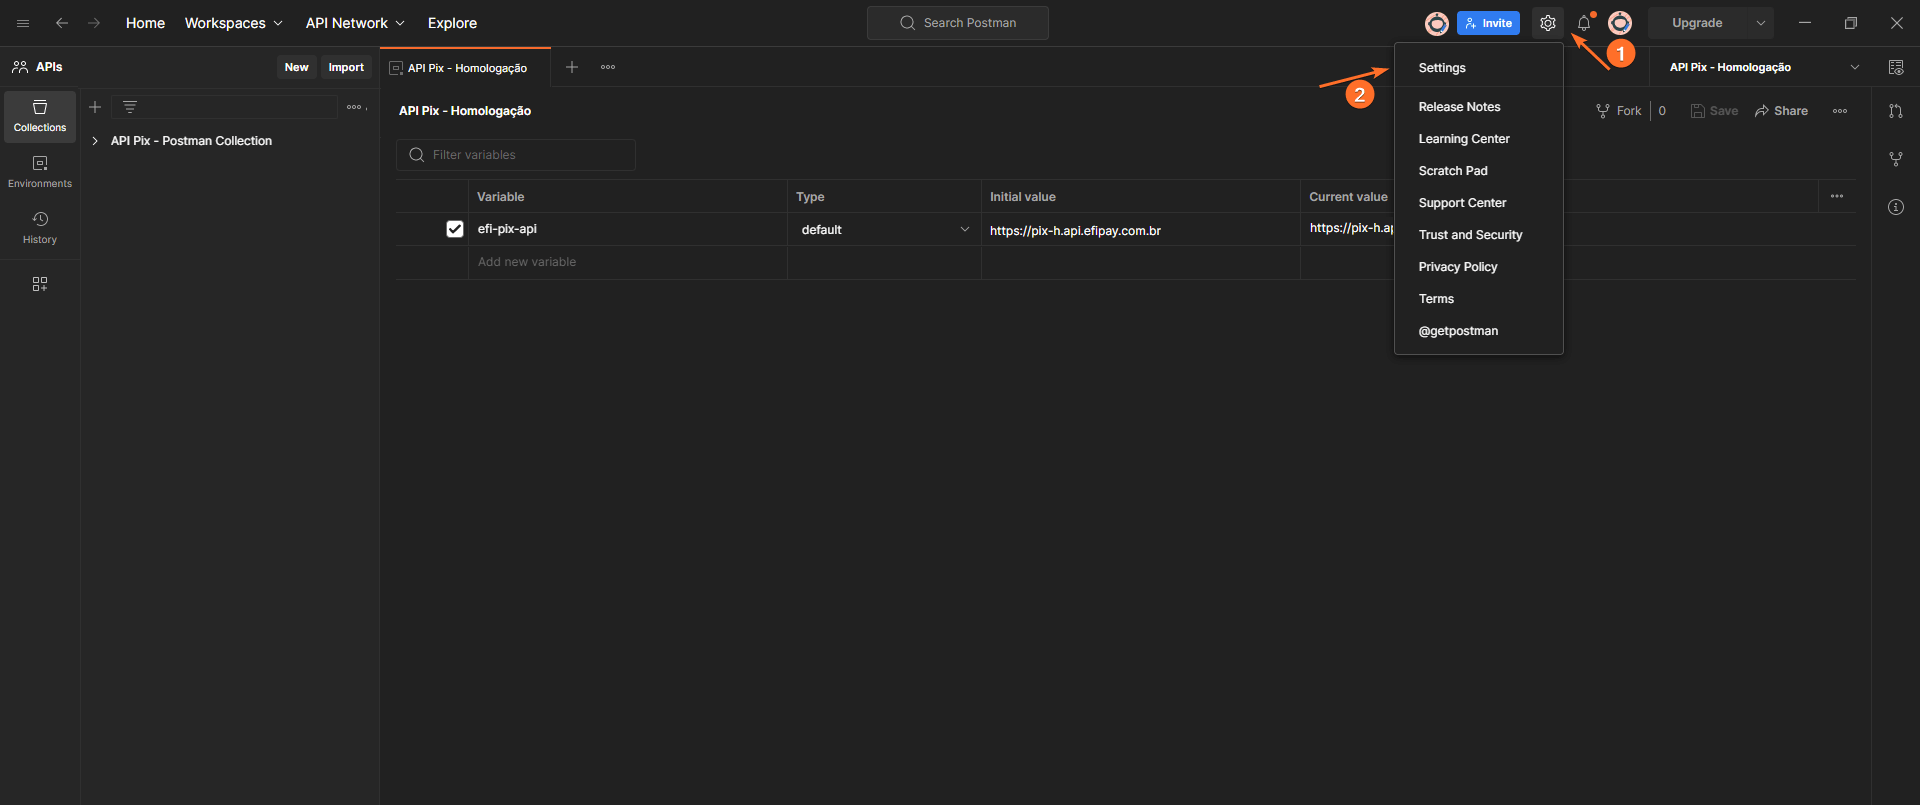 Home Workspaces API Network Explore Search Postman Invite Upgrade
1
APIs New Import API Pix - Homologação Settings API Pix - Homologação
2
Collections API Pix - Homologação Release Notes Fork 0 Save Share
API Pix - Postman Collection Learning Center
Filter variables
Scratch Pad
Environments
Variable Type Initial value Current value Support Center
efi-pix-api default https://pix-h.api.efipay.com.br https://pix-h.ap Trust and Security
History
Add new variable Privacy Policy
Terms
@getpostman